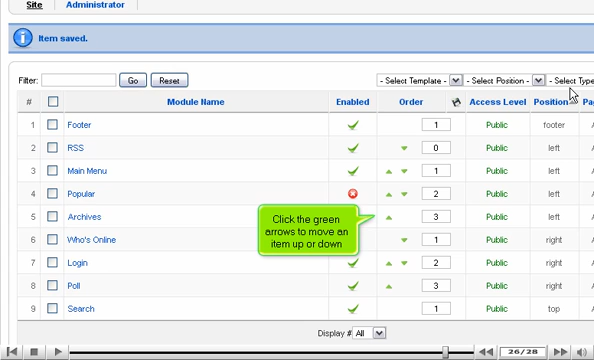 Site Administrator
Item saved.
Filter: Go Reset - Select Template - - Select Position - - Select Type
# Module Name Enabled Order Access Level Position
1 Footer 1 Public footer
2 RSS 0 Public left
3 Main Menu 1 Public left
4 Popular 2 Public left
5 Archives 3 Public left
6 Who's Online 1 Public right
7 Login 2 Public right
8 Poll 3 Public right
9 Search 1 Public top
Click the green
arrows to move an
item up or down
Display # All
26/28